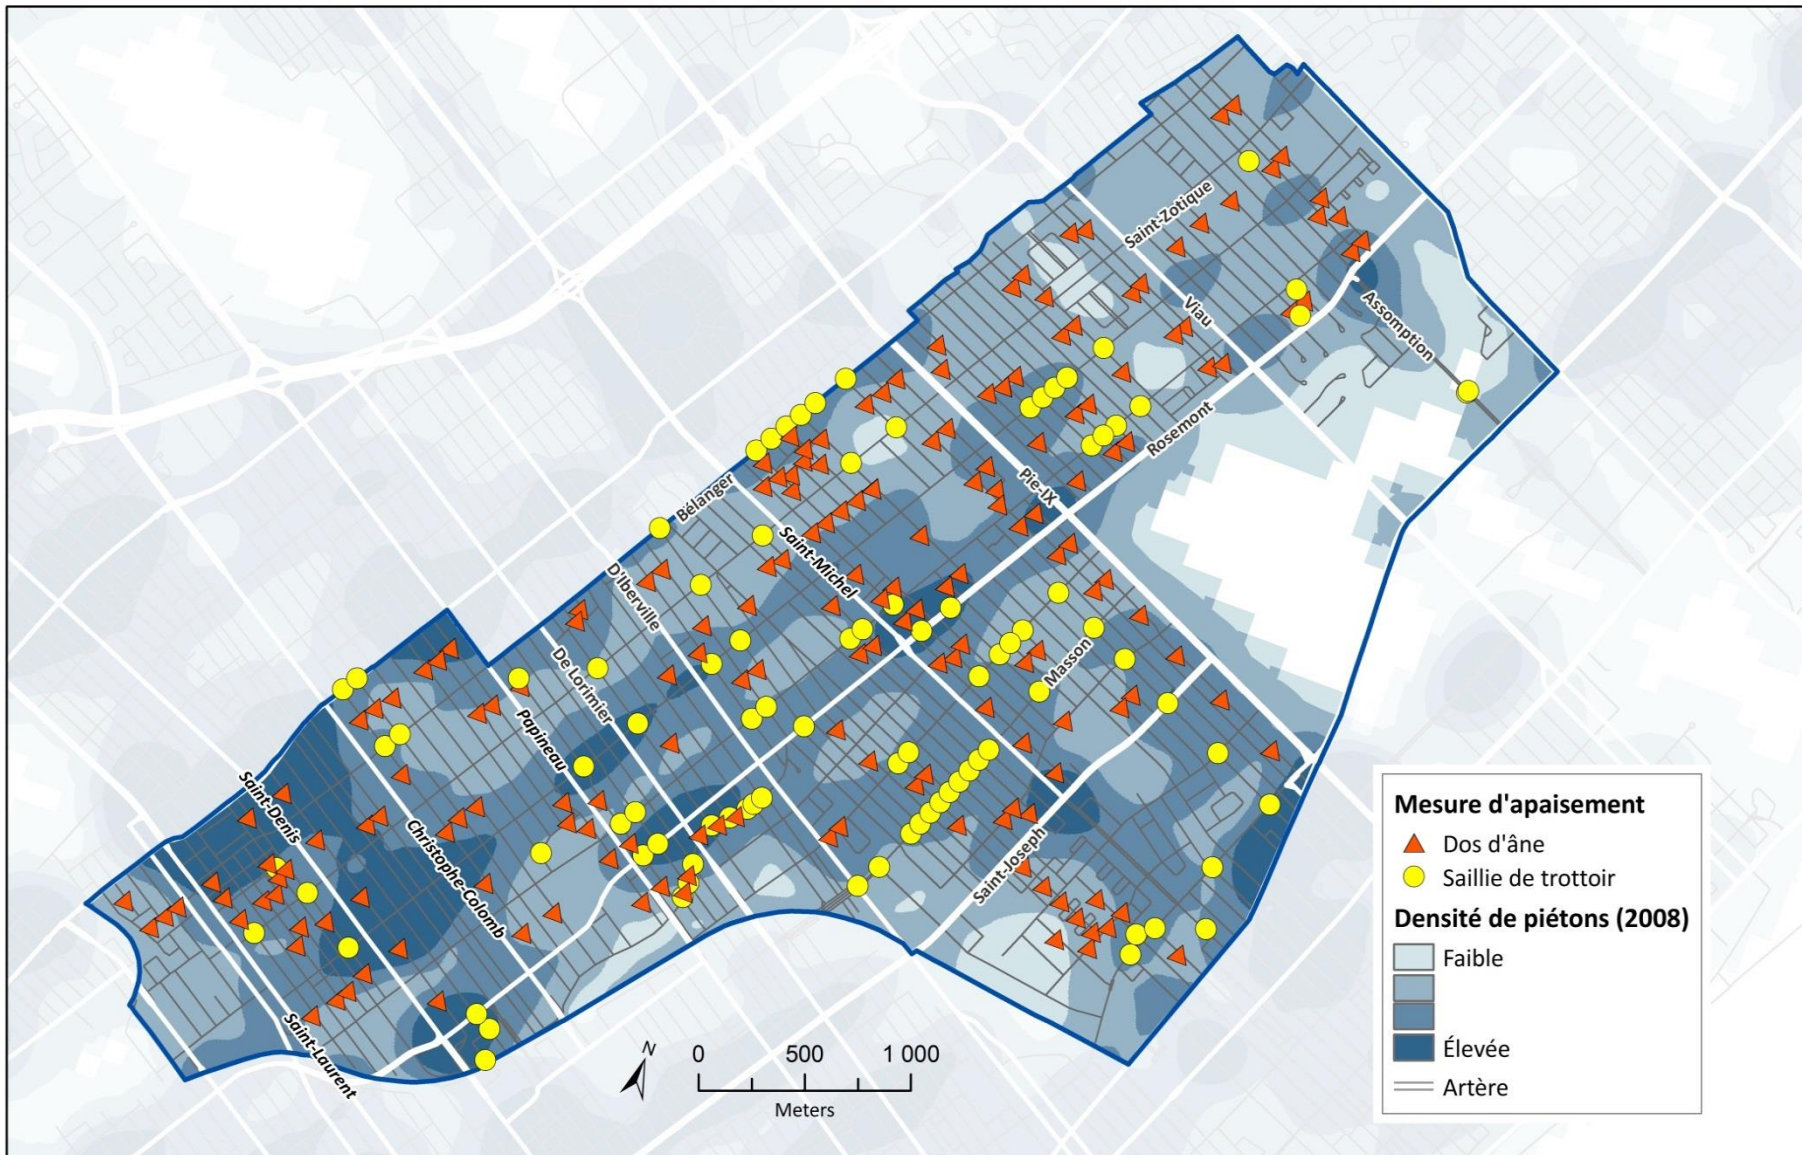 Saint-Zotique
Viau
Assomption
Rosemont
Pie-IX
Bélanger
Saint-Michel
D'Iberville
De Lorimier
Papineau
Masson
Saint-Denis
Christophe-Colomb
Saint-Joseph
Saint-Laurent
N
0 500 1 000
Meters
Mesure d'apaisement
Dos d'âne
Saillie de trottoir
Densité de piétons (2008)
Faible
Élevée
Artère